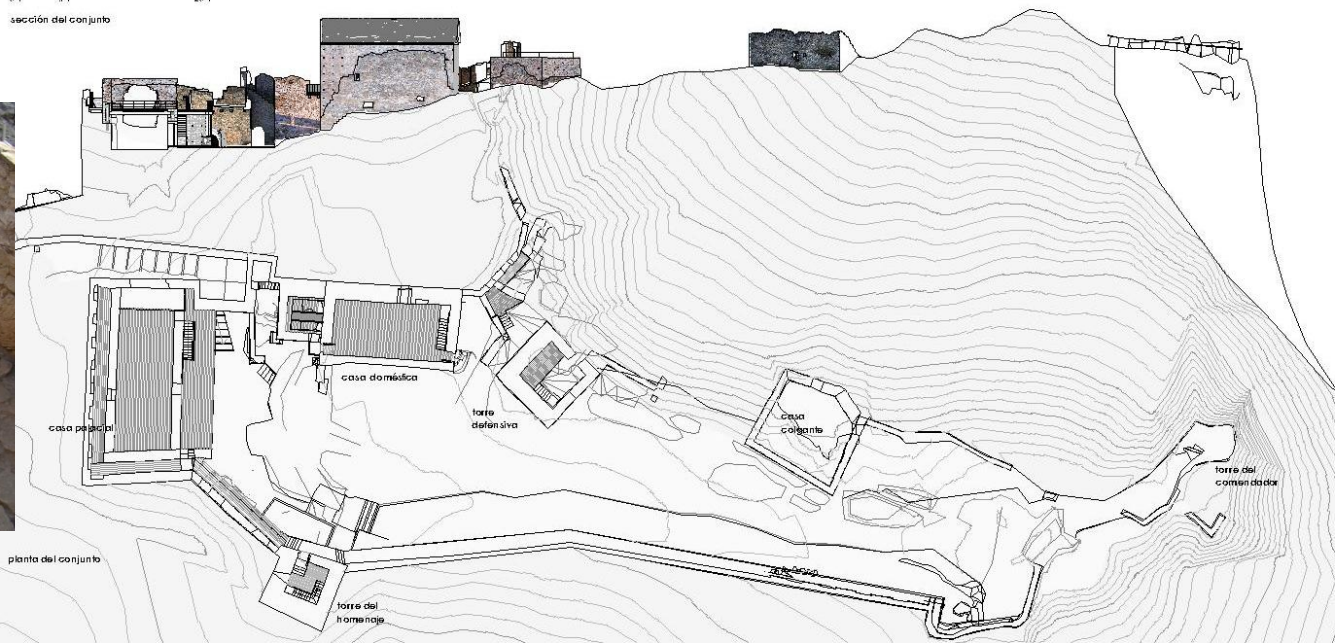 sección del conjunto
casa doméstica
casa palacial
torre
defensiva
casa
colgante
torre del
comendador
planta del conjunto
torre del
homenaje